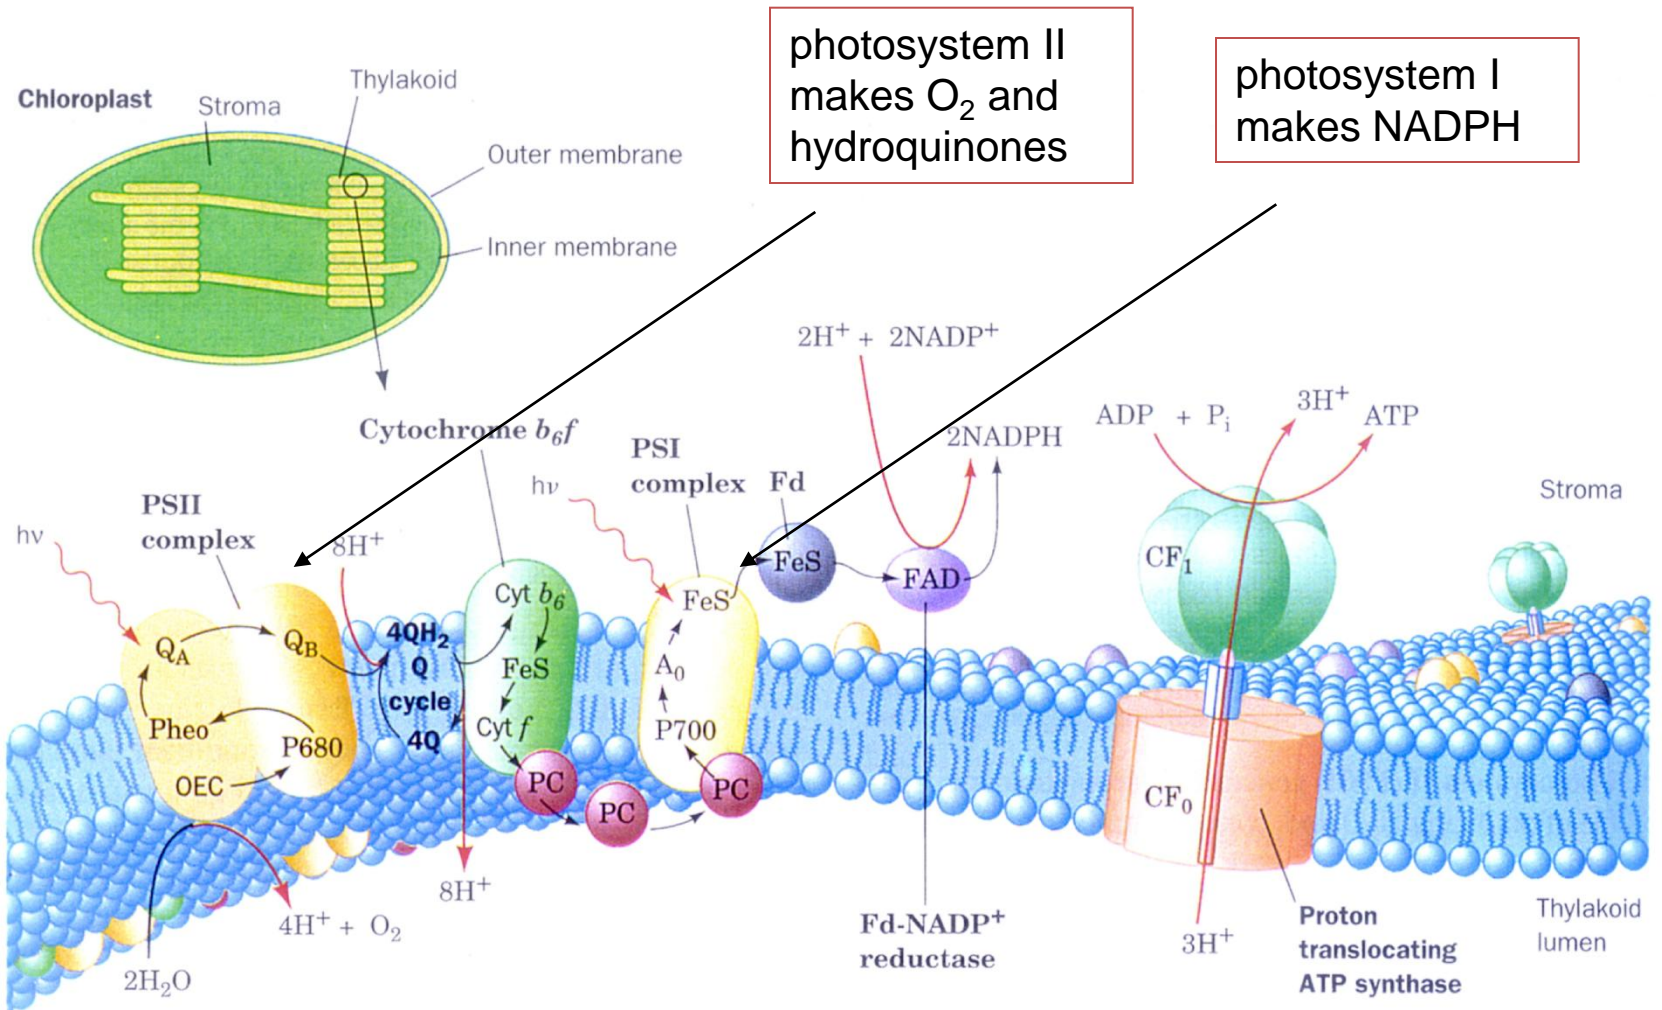 photosystem II
makes O₂ and
hydroquinones
photosystem I
makes NADPH
Chloroplast
Stroma
Thylakoid
Outer membrane
Inner membrane
2H⁺ + 2NADP⁺
2NADPH
ADP + Pᵢ
3H⁺
ATP
Cytochrome b₆f
PSI
complex
Fd
hν
PSII
complex
hν
8H⁺
Stroma
Q_A
Q_B
Pheo
P680
OEC
4QH₂
Q
cycle
4Q
Cyt b₆
FeS
Cyt f
PC
PC
PC
FeS
A₀
P700
FeS
FAD
CF₁
CF₀
8H⁺
4H⁺ + O₂
2H₂O
Fd-NADP⁺
reductase
3H⁺
Proton
translocating
ATP synthase
Thylakoid
lumen